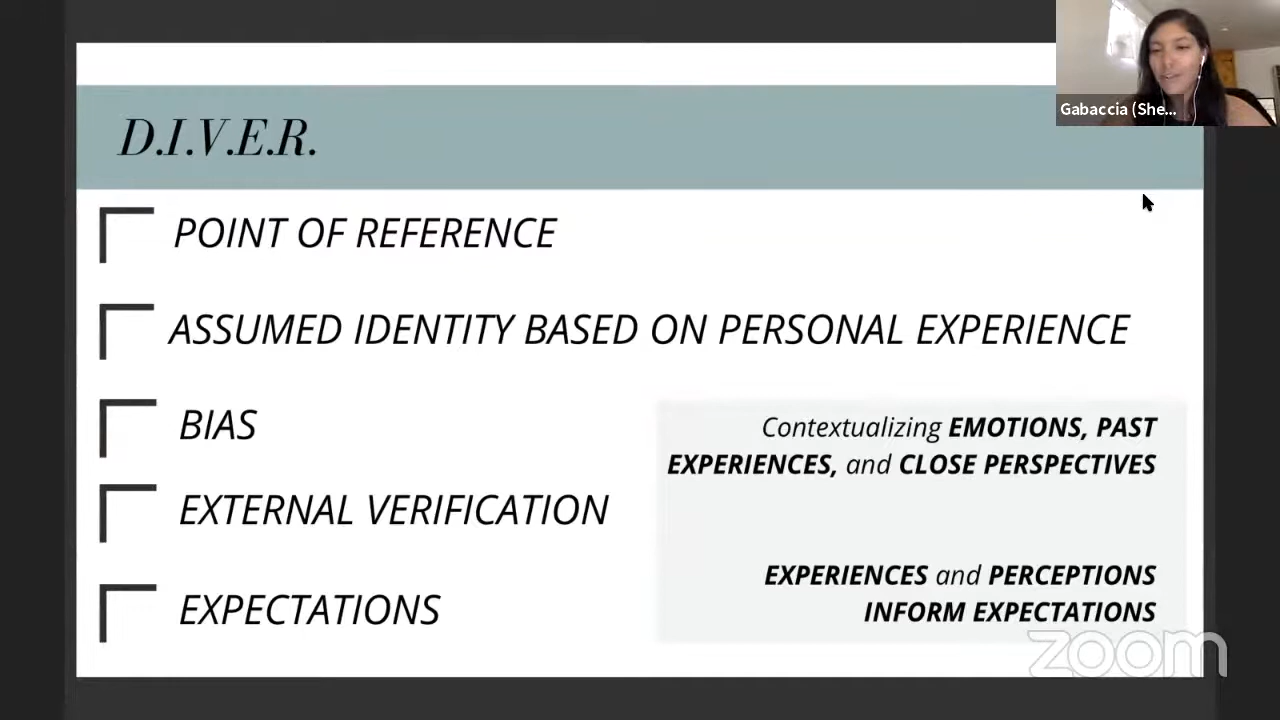 D.I.V.E.R.
Gabaccia (She...
POINT OF REFERENCE
ASSUMED IDENTITY BASED ON PERSONAL EXPERIENCE
BIAS
Contextualizing EMOTIONS, PAST
EXPERIENCES, and CLOSE PERSPECTIVES
EXTERNAL VERIFICATION
EXPERIENCES and PERCEPTIONS
INFORM EXPECTATIONS
EXPECTATIONS
zoom